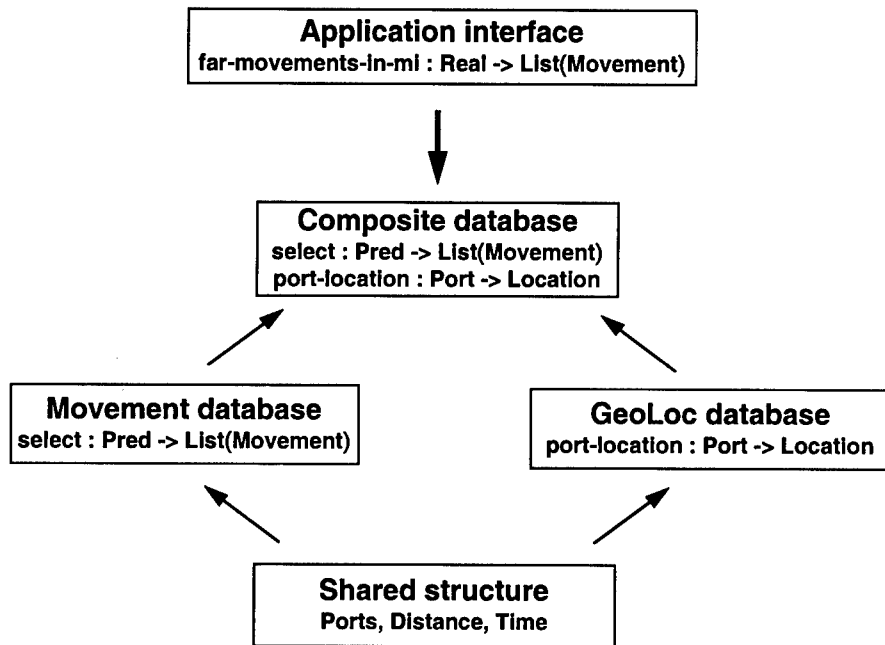 Application interface
far-movements-in-mi : Real -> List(Movement)
Composite database
select : Pred -> List(Movement)
port-location : Port -> Location
Movement database
select : Pred -> List(Movement)
GeoLoc database
port-location : Port -> Location
Shared structure
Ports, Distance, Time